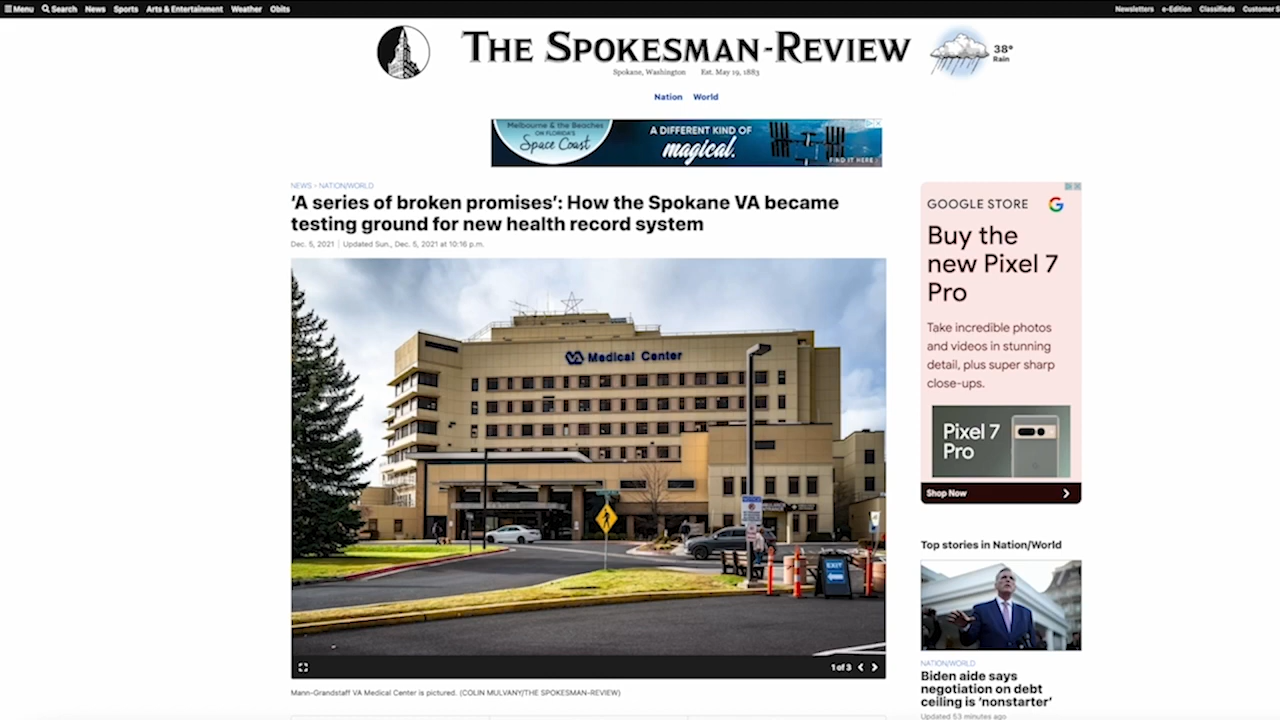 Menu Search News Sports Arts & Entertainment Weather Obits
Newsletters e-Edition Classifieds Customer S
THE SPOKESMAN-REVIEW
Spokane, Washington Est. May 19, 1883
38°
Rain
Nation World
Melbourne & the Beaches
ON FLORIDA'S
Space Coast
A DIFFERENT KIND OF
magical.
FIND IT HERE
NEWS > NATION/WORLD
‘A series of broken promises’: How the Spokane VA became
testing ground for new health record system
Dec. 5, 2021 | Updated Sun., Dec. 5, 2021 at 10:16 p.m.
VA Medical Center
EXIT
1 of 3
Mann-Grandstaff VA Medical Center is pictured. (COLIN MULVANY/THE SPOKESMAN-REVIEW)
GOOGLE STORE
Buy the
new Pixel 7
Pro
Take incredible photos
and videos in stunning
detail, plus super sharp
close-ups.
Pixel 7
Pro
Shop Now
Top stories in Nation/World
NATION/WORLD
Biden aide says
negotiation on debt
ceiling is ‘nonstarter’
Updated 53 minutes ago